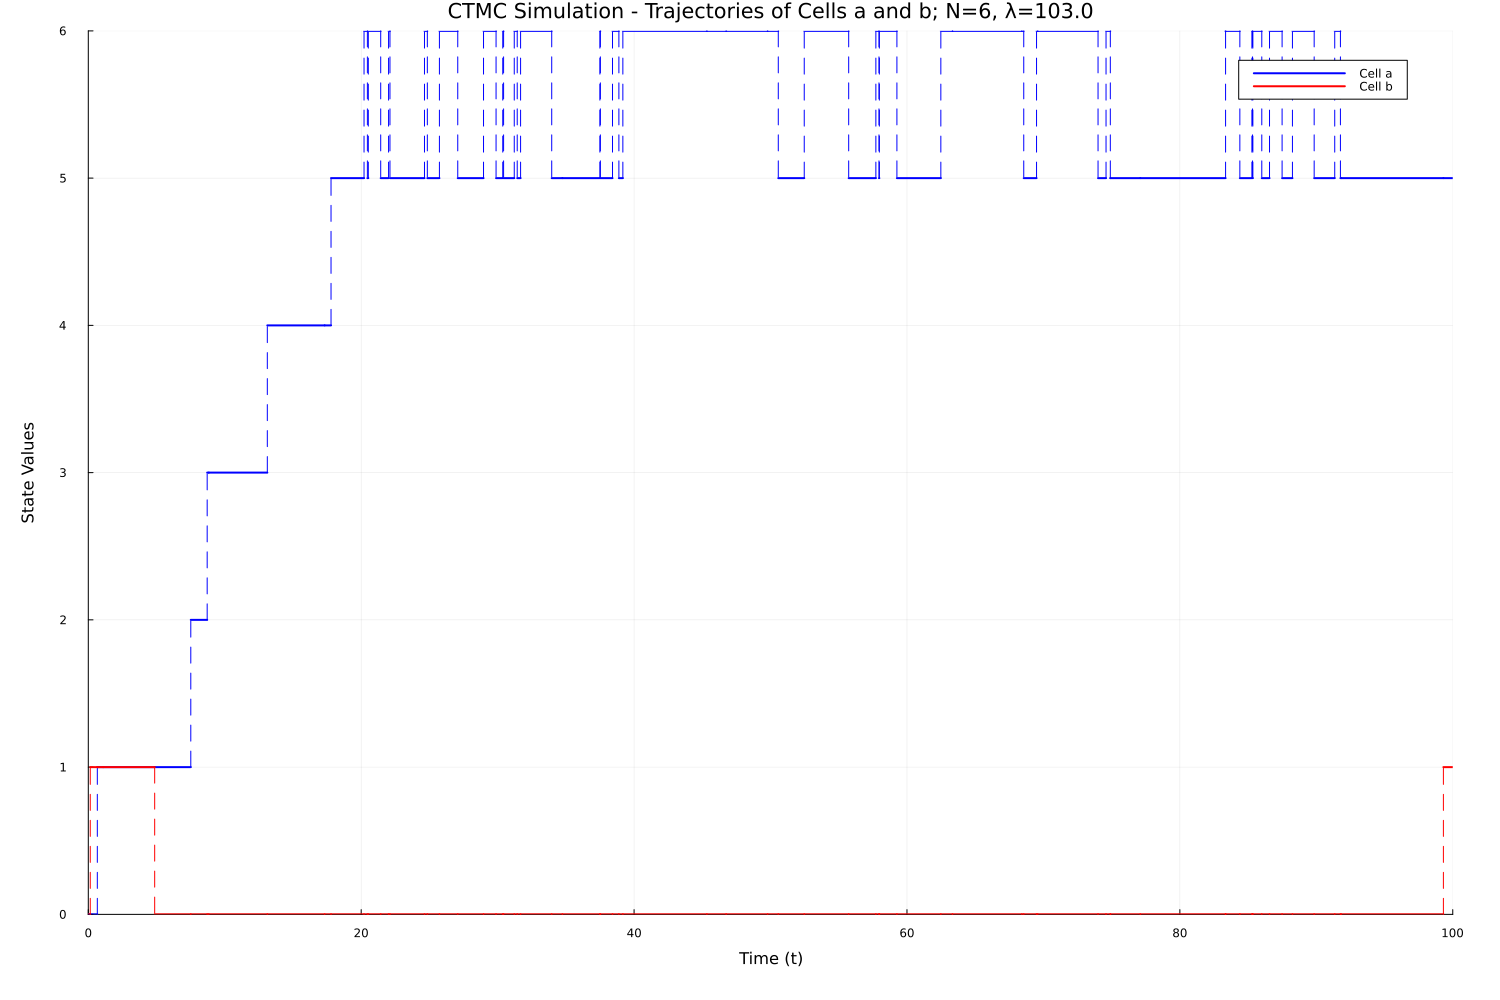 CTMC Simulation - Trajectories of Cells a and b; N=6, λ=103.0
6
Cell a
Cell b
5
4
State Values
3
2
1
0
0 20 40 60 80 100
Time (t)